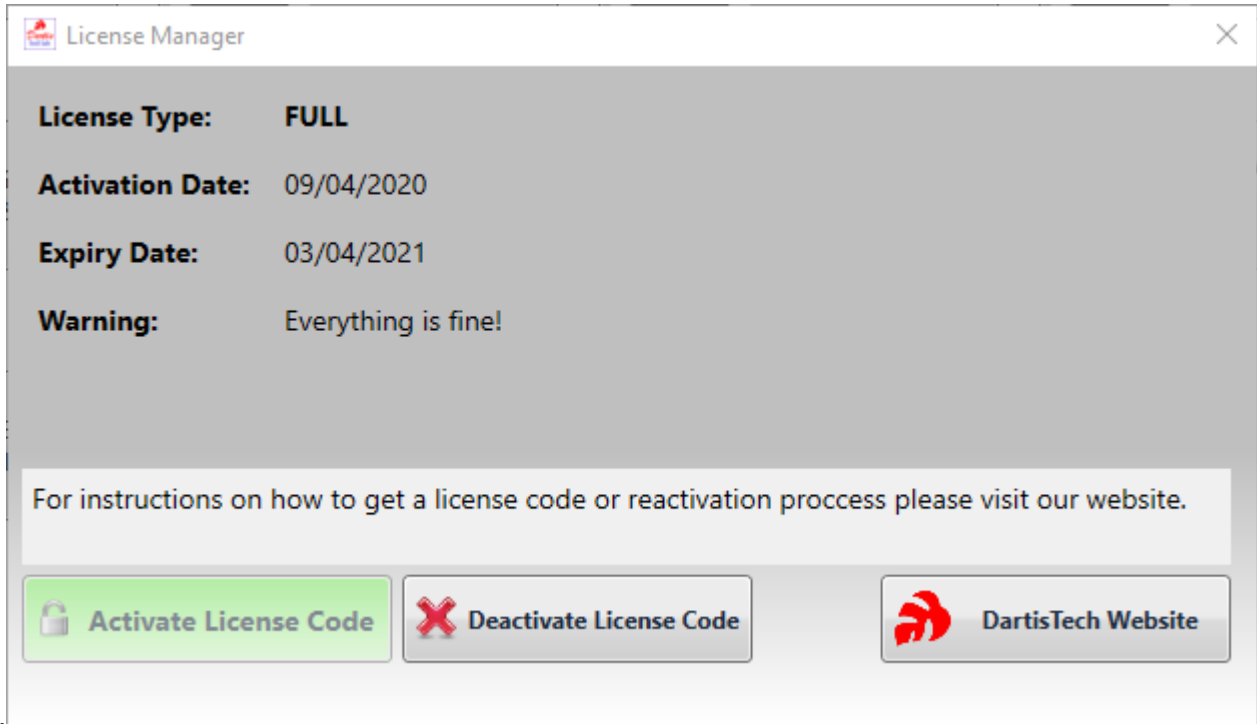 License Manager
License Type: FULL
Activation Date: 09/04/2020
Expiry Date: 03/04/2021
Warning: Everything is fine!
For instructions on how to get a license code or reactivation proccess please visit our website.
Activate License Code Deactivate License Code DartisTech Website